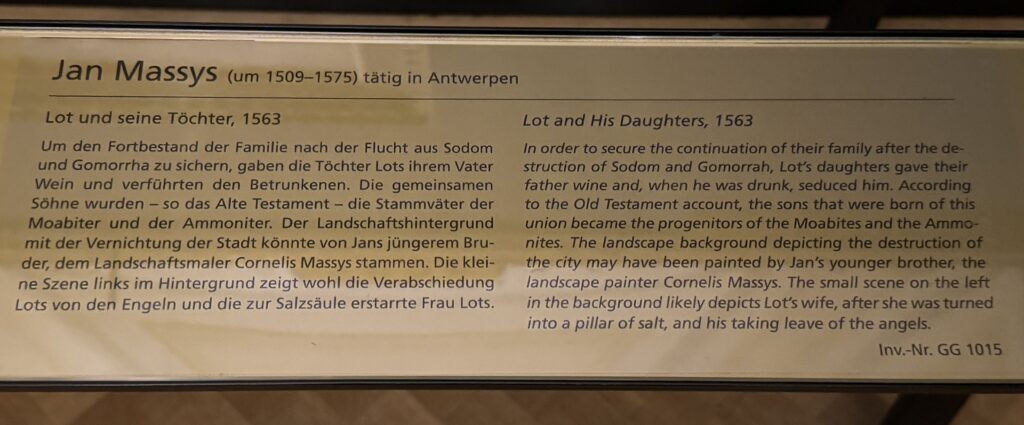 Jan Massys (um 1509–1575) tätig in Antwerpen
Lot und seine Töchter, 1563
Um den Fortbestand der Familie nach der Flucht aus Sodom
und Gomorrha zu sichern, gaben die Töchter Lots ihrem Vater
Wein und verführten den Betrunkenen. Die gemeinsamen
Söhne wurden – so das Alte Testament – die Stammväter der
Moabiter und der Ammoniter. Der Landschaftshintergrund
mit der Vernichtung der Stadt könnte von Jans jüngerem Bru-
der, dem Landschaftsmaler Cornelis Massys stammen. Die klei-
ne Szene links im Hintergrund zeigt wohl die Verabschiedung
Lots von den Engeln und die zur Salzsäule erstarrte Frau Lots.
Lot and His Daughters, 1563
In order to secure the continuation of their family after the de-
struction of Sodom and Gomorrah, Lot's daughters gave their
father wine and, when he was drunk, seduced him. According
to the Old Testament account, the sons that were born of this
union became the progenitors of the Moabites and the Ammo-
nites. The landscape background depicting the destruction of
the city may have been painted by Jan's younger brother, the
landscape painter Cornelis Massys. The small scene on the left
in the background likely depicts Lot's wife, after she was turned
into a pillar of salt, and his taking leave of the angels.
Inv.-Nr. GG 1015